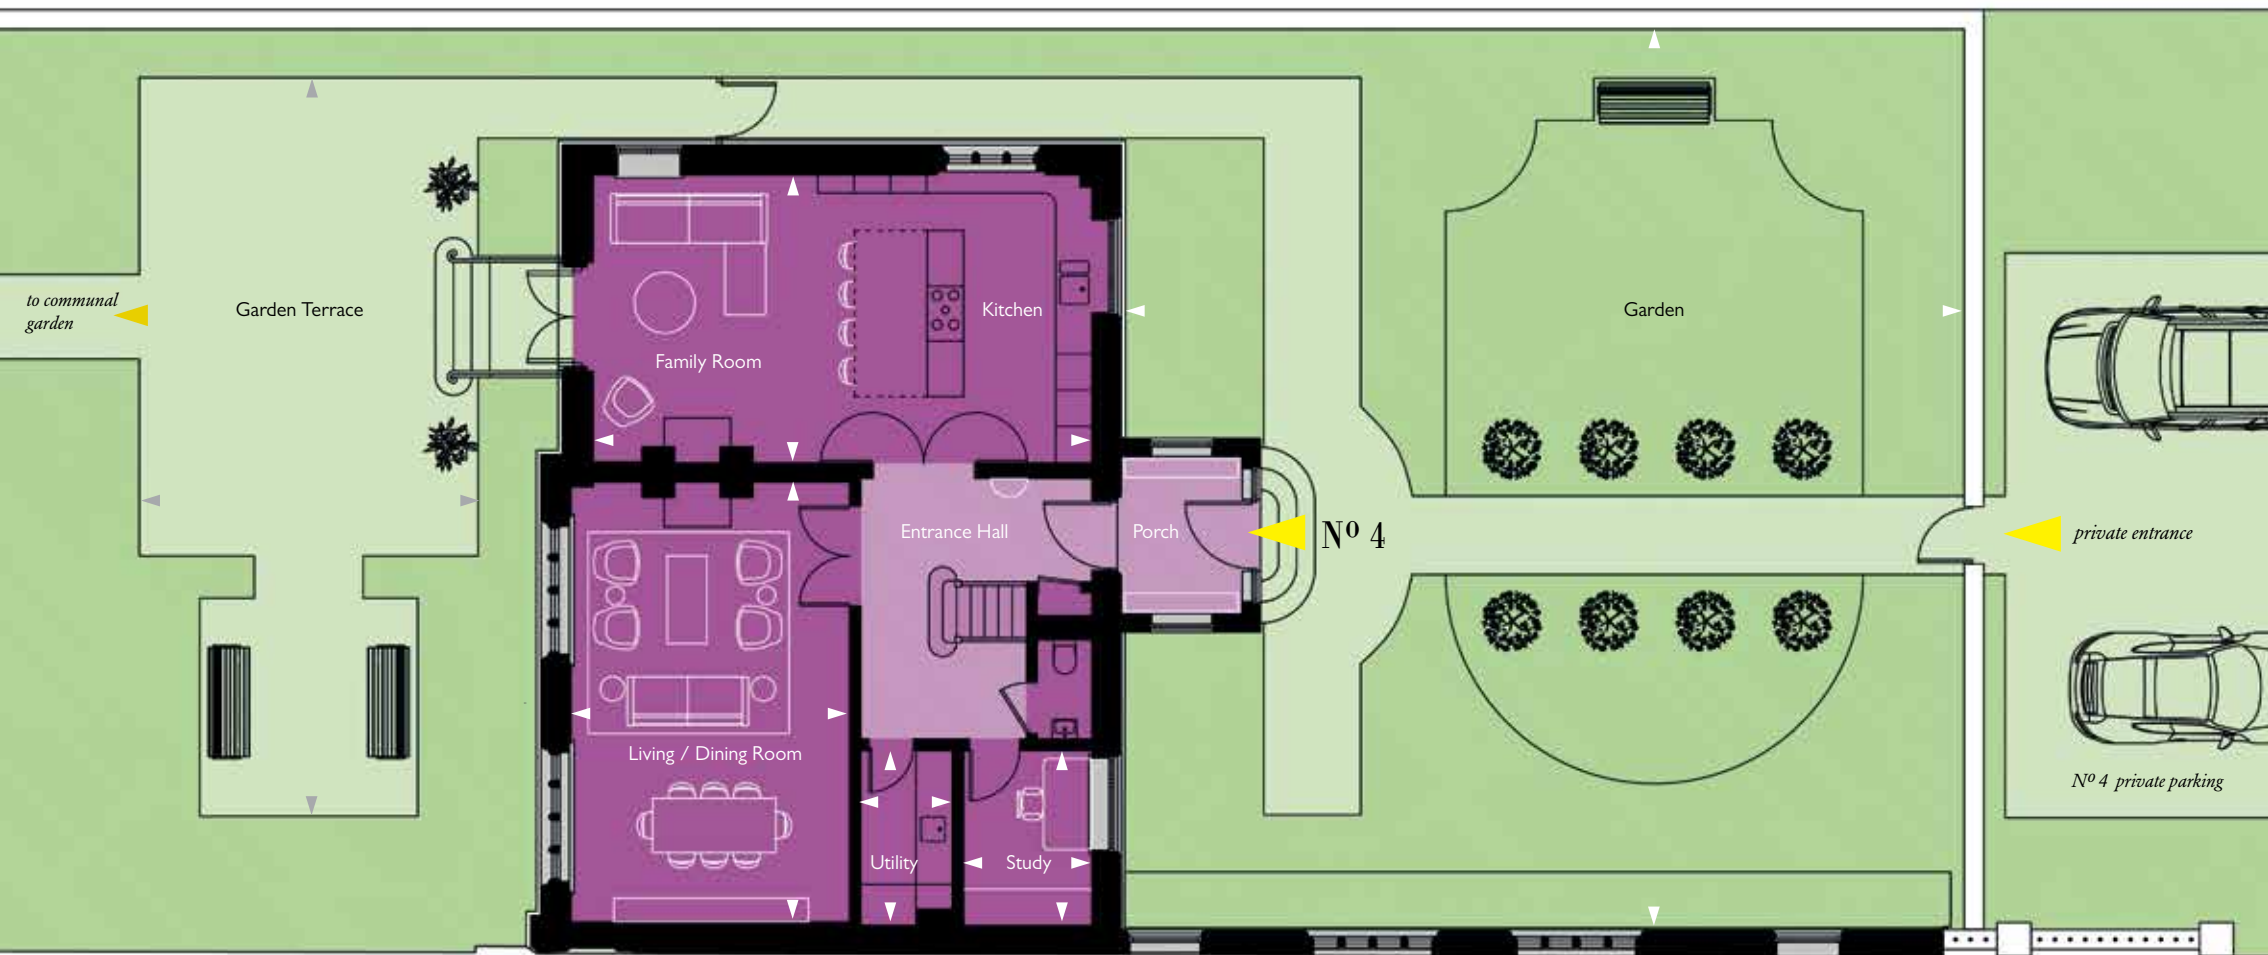 to communal
garden
Garden Terrace
Family Room
Kitchen
Garden
Entrance Hall
Porch
Nº 4
private entrance
Living / Dining Room
Utility
Study
Nº 4 private parking